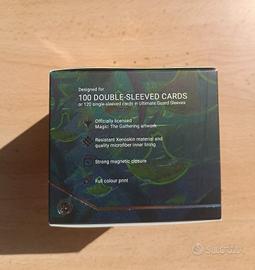 Designed for
100 DOUBLE-SLEEVED CARDS
or 120 single-sleeved cards in Ultimate Guard Sleeves
Officially licensed
Magic: The Gathering artwork
Resistant Xenoskin material and
quality microfiber inner lining
Strong magnetic closure
Full colour print
subito